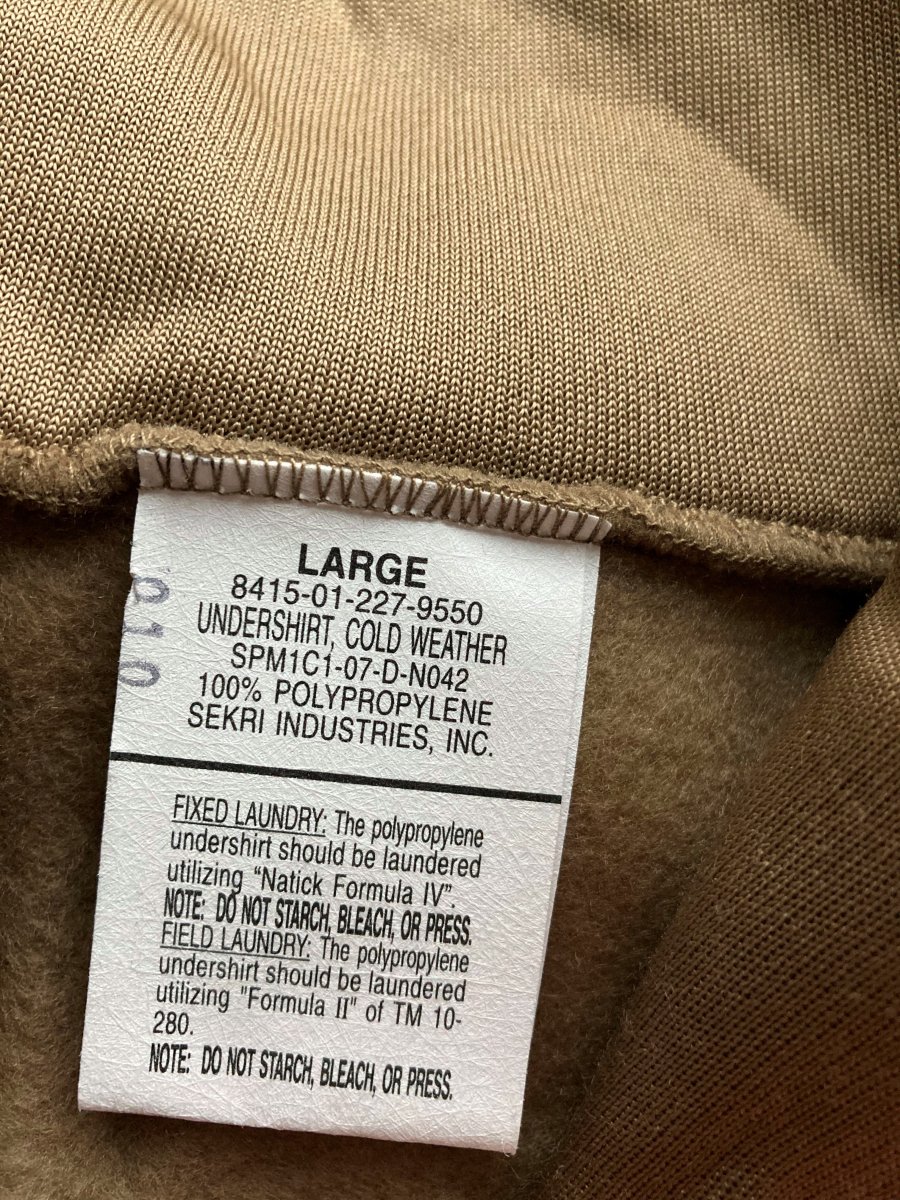 LARGE
8415-01-227-9550
UNDERSHIRT, COLD WEATHER
SPM1C1-07-D-N042
100% POLYPROPYLENE
SEKRI INDUSTRIES, INC.
FIXED LAUNDRY: The polypropylene
undershirt should be laundered
utilizing “Natick Formula IV”.
NOTE: DO NOT STARCH, BLEACH, OR PRESS.
FIELD LAUNDRY: The polypropylene
undershirt should be laundered
utilizing "Formula II" of TM 10-
280.
NOTE: DO NOT STARCH, BLEACH, OR PRESS.